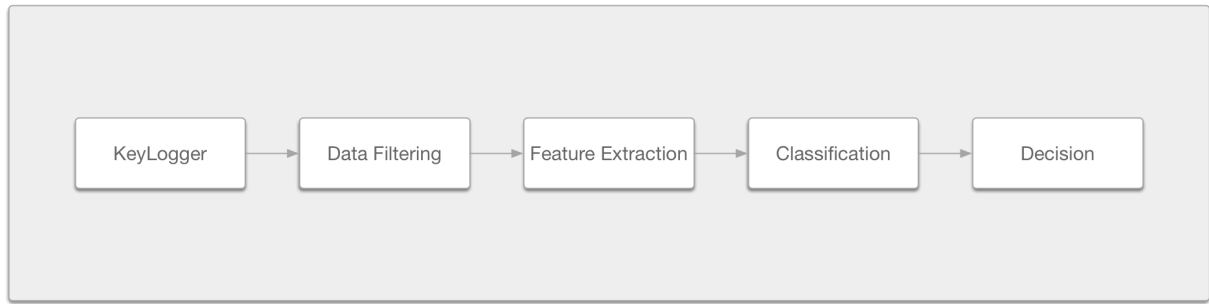 KeyLogger
Data Filtering
Feature Extraction
Classification
Decision